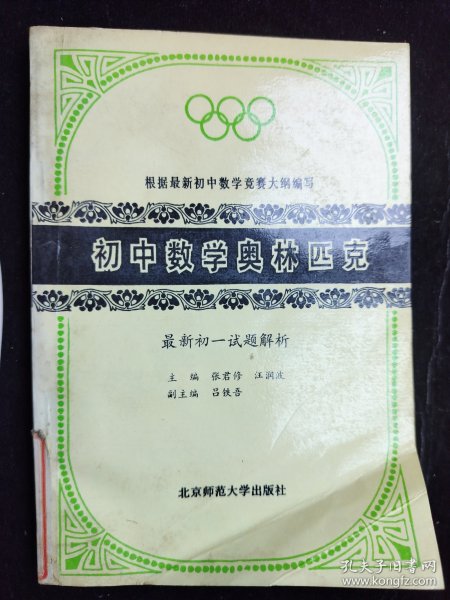 根据最新初中数学竞赛大纲编写
初中数学奥林匹克
最新初一试题解析
主编 张君修 汪润波
副主编 吕轶吾
北京师范大学出版社
孔夫子旧书网
www.kongfz.com